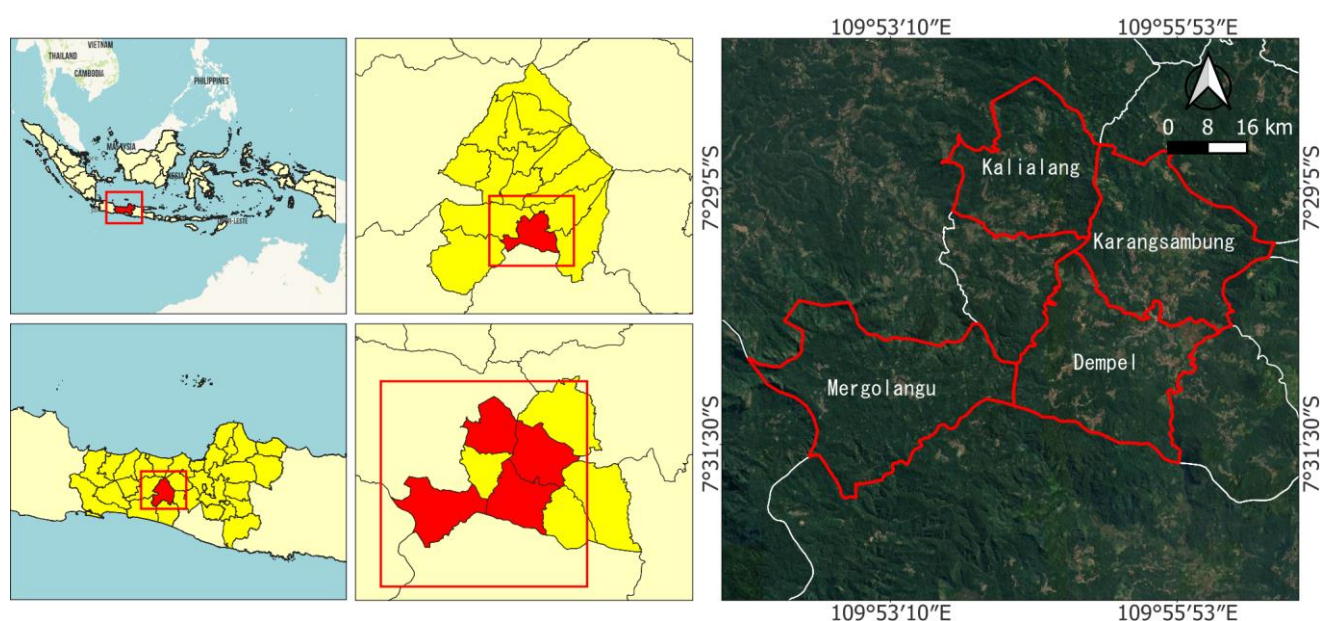 VIETNAM
THAILAND
CAMBODIA
PHILIPPINES
109°53′10″E
109°55′53″E
0 8 16 km
Kalialang
7°29′5″S
7°29′5″S
Karangsambung
Dempel
Mergolangu
7°31′30″S
7°31′30″S
109°53′10″E
109°55′53″E